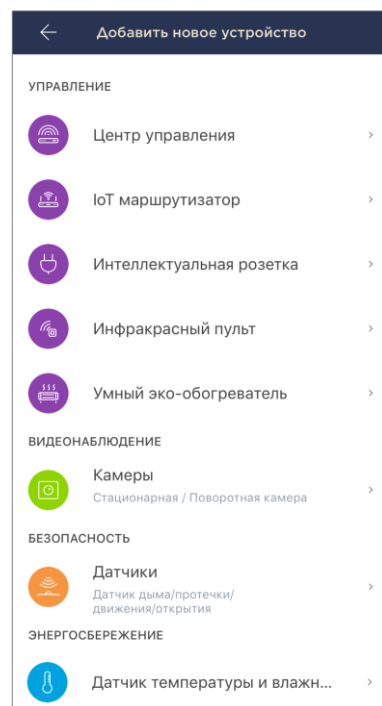 Добавить новое устройство
УПРАВЛЕНИЕ
Центр управления
IoT маршрутизатор
Интеллектуальная розетка
Инфракрасный пульт
Умный эко-обогреватель
ВИДЕОНАБЛЮДЕНИЕ
Камеры
Стационарная / Поворотная камера
БЕЗОПАСНОСТЬ
Датчики
Датчик дыма/протечки/
движения/открытия
ЭНЕРГОСБЕРЕЖЕНИЕ
Датчик температуры и влажн...